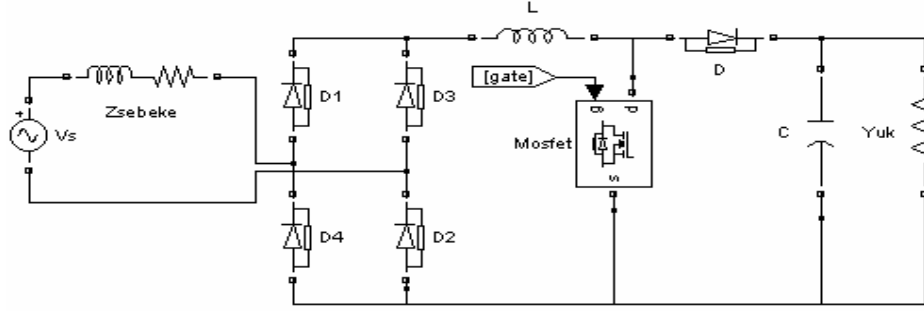 L
[gate]
D
D1
D3
Zsebeke
+
Vs
g
D
Mosfet
S
C
Yuk
D4
D2